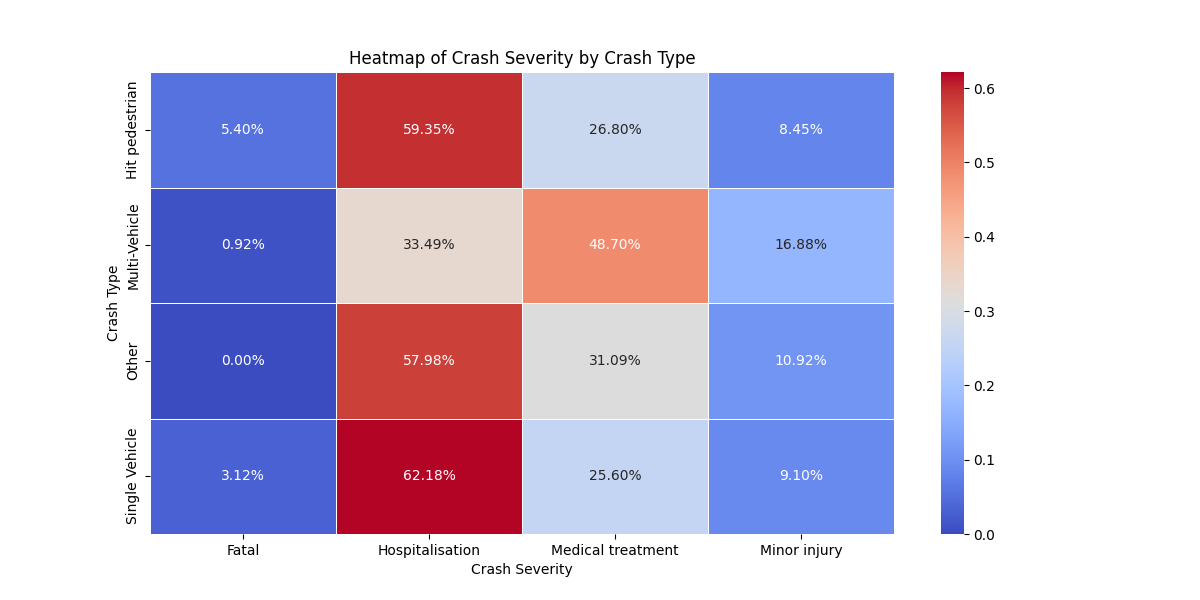 Heatmap of Crash Severity by Crash Type
Crash Type
Hit pedestrian
5.40%
59.35%
26.80%
8.45%
Multi-Vehicle
0.92%
33.49%
48.70%
16.88%
Other
0.00%
57.98%
31.09%
10.92%
Single Vehicle
3.12%
62.18%
25.60%
9.10%
Fatal
Hospitalisation
Medical treatment
Minor injury
Crash Severity
0.6
0.5
0.4
0.3
0.2
0.1
0.0